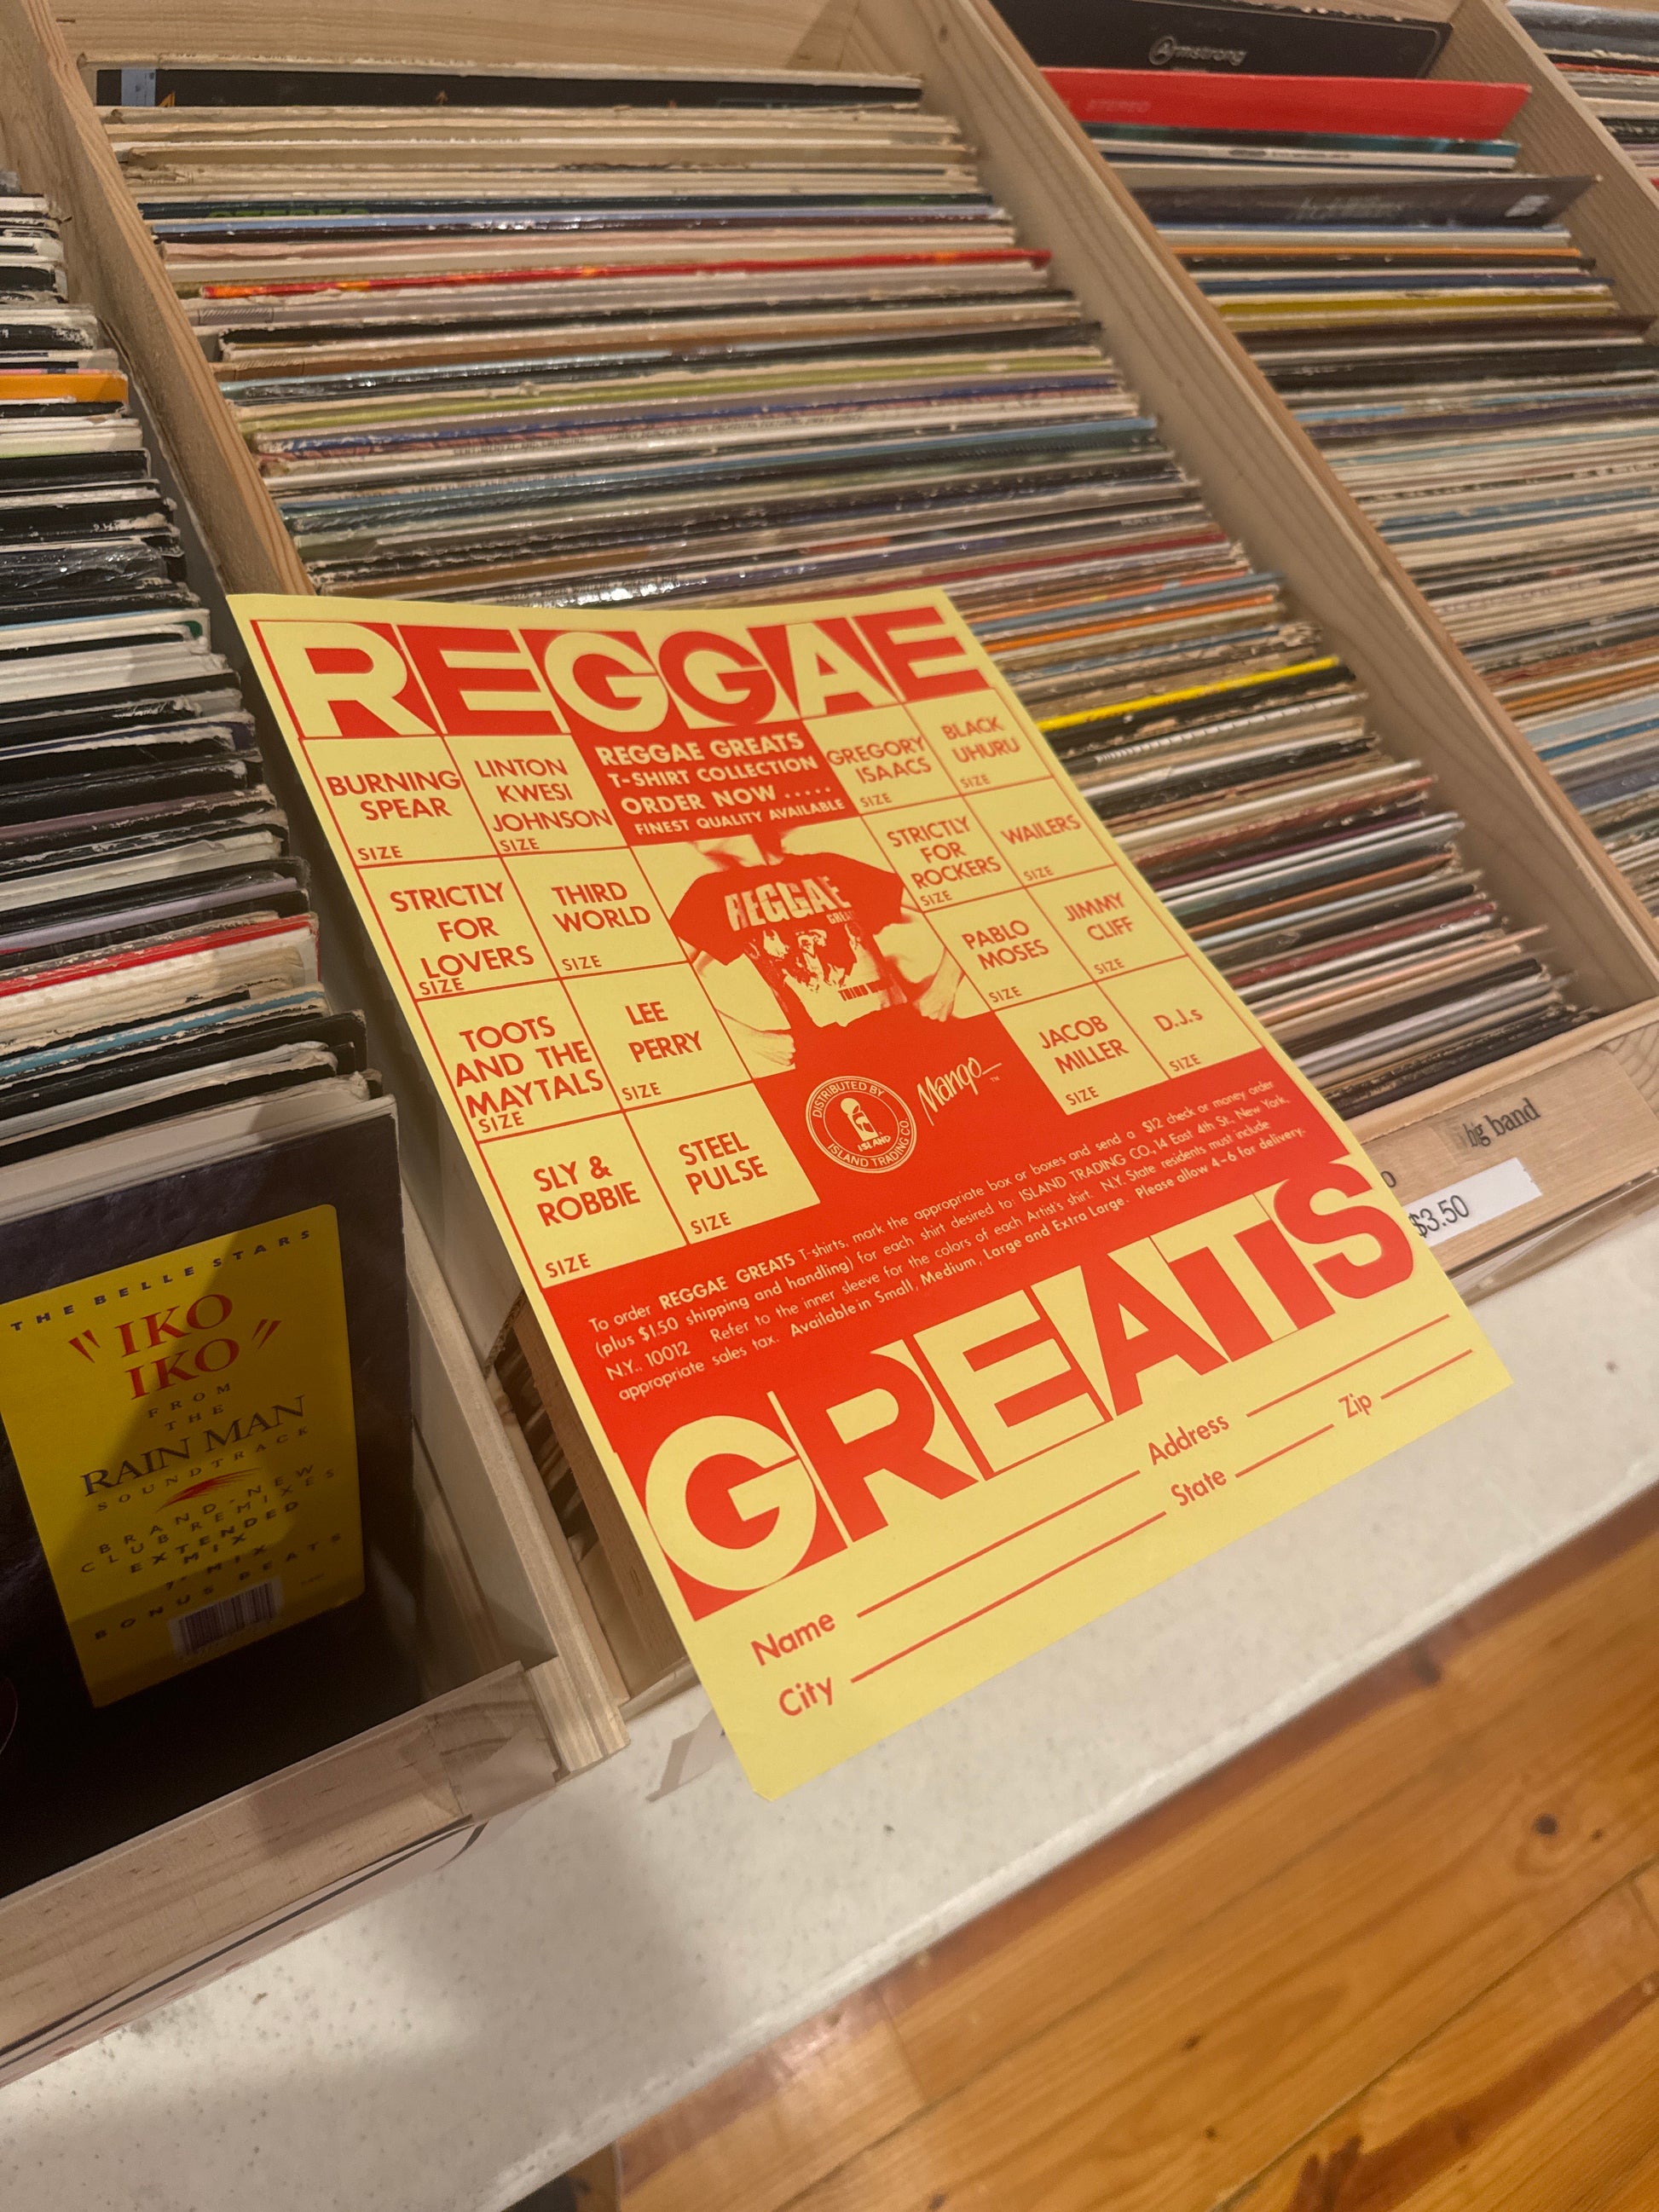 Armstrong
STEREO
REGGAE
REGGAE GREATS
T-SHIRT COLLECTION
ORDER NOW .....
FINEST QUALITY AVAILABLE
BURNING
SPEAR
SIZE
LINTON
KWESI
JOHNSON
SIZE
GREGORY
ISAACS
SIZE
BLACK
UHURU
SIZE
STRICTLY
FOR
LOVERS
SIZE
THIRD
WORLD
SIZE
REGGAE
THIRD
STRICTLY
FOR
ROCKERS
SIZE
WAILERS
SIZE
TOOTS
AND THE
MAYTALS
SIZE
LEE
PERRY
SIZE
PABLO
MOSES
SIZE
JIMMY
CLIFF
SIZE
SLY &
ROBBIE
SIZE
STEEL
PULSE
SIZE
JACOB
MILLER
SIZE
D.J.s
SIZE
DISTRIBUTED BY
ISLAND
ISLAND TRADING CO.
Mango™
To order REGGAE GREATS T-shirts, mark the appropriate box or boxes and send a $12 check or money order
(plus $1.50 shipping and handling) for each shirt desired to: ISLAND TRADING CO., 14 East 4th St., New York,
N.Y., 10012 Refer to the inner sleeve for the colors of each Artist's shirt. N.Y. State residents must include
appropriate sales tax. Available in Small, Medium, Large and Extra Large. Please allow 4-6 for delivery.
GREATS
Name Address
City State Zip
big band
$3.50
THE BELLE STARS
"IKO
IKO"
FROM
THE
RAIN MAN
SOUNDTRACK
BRAND-NEW
CLUB REMIXES
EXTENDED
MIX
7" MIX
BONUS BEATS